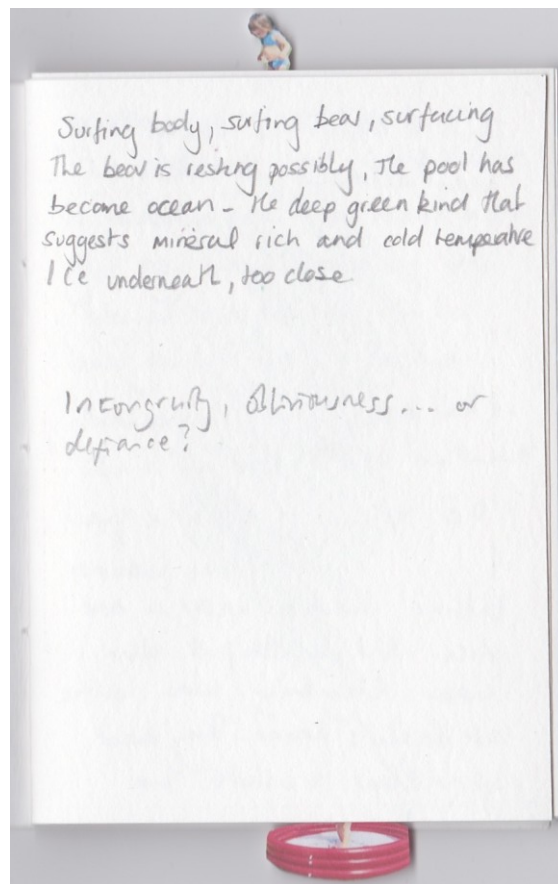 Surfing body, surfing bear, surfacing
The bear is resting possibly, The pool has
become ocean - the deep green kind that
suggests mineral rich and cold temperature
Ice underneath, too close
Incongruity, obliviousness... or
defiance?